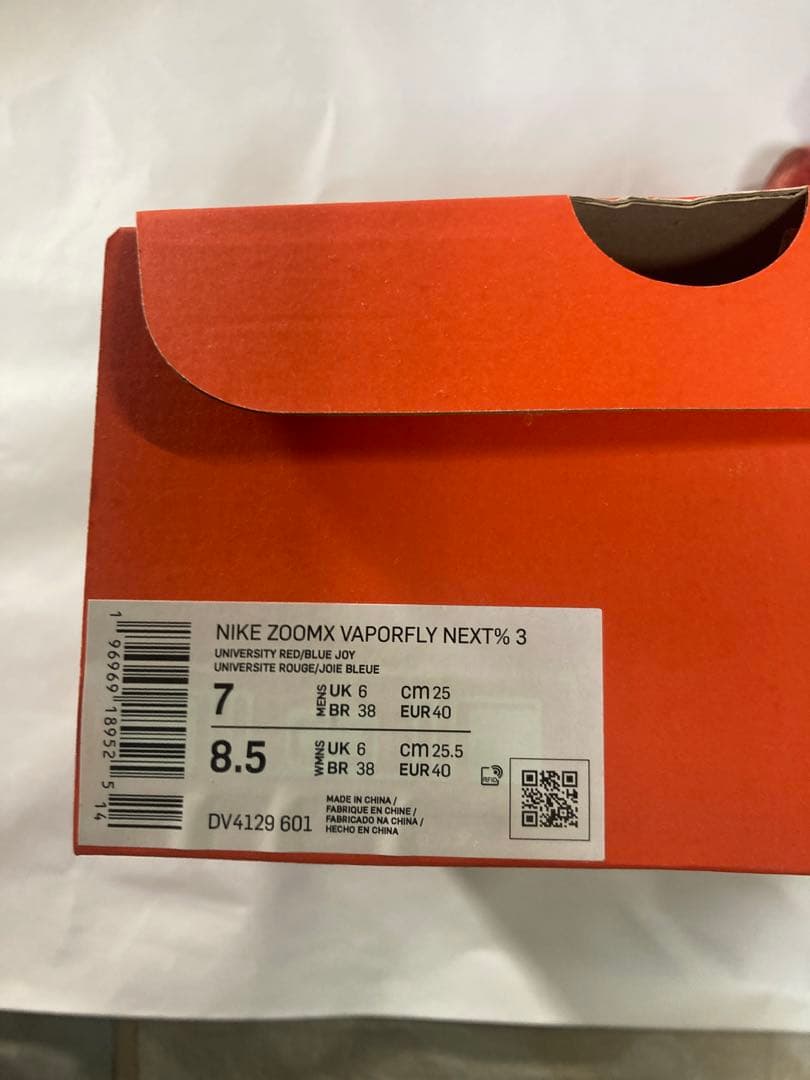 NIKE ZOOMX VAPORFLY NEXT% 3
UNIVERSITY RED/BLUE JOY
UNIVERSITE ROUGE/JOIE BLEUE
7 MENS UK 6 cm 25
BR 38 EUR 40
8.5 WMNS UK 6 cm 25.5
BR 38 EUR 40
RFID
DV4129 601
MADE IN CHINA /
FABRIQUE EN CHINE /
FABRICADO NA CHINA /
HECHO EN CHINA
1 96969 18952 5 14